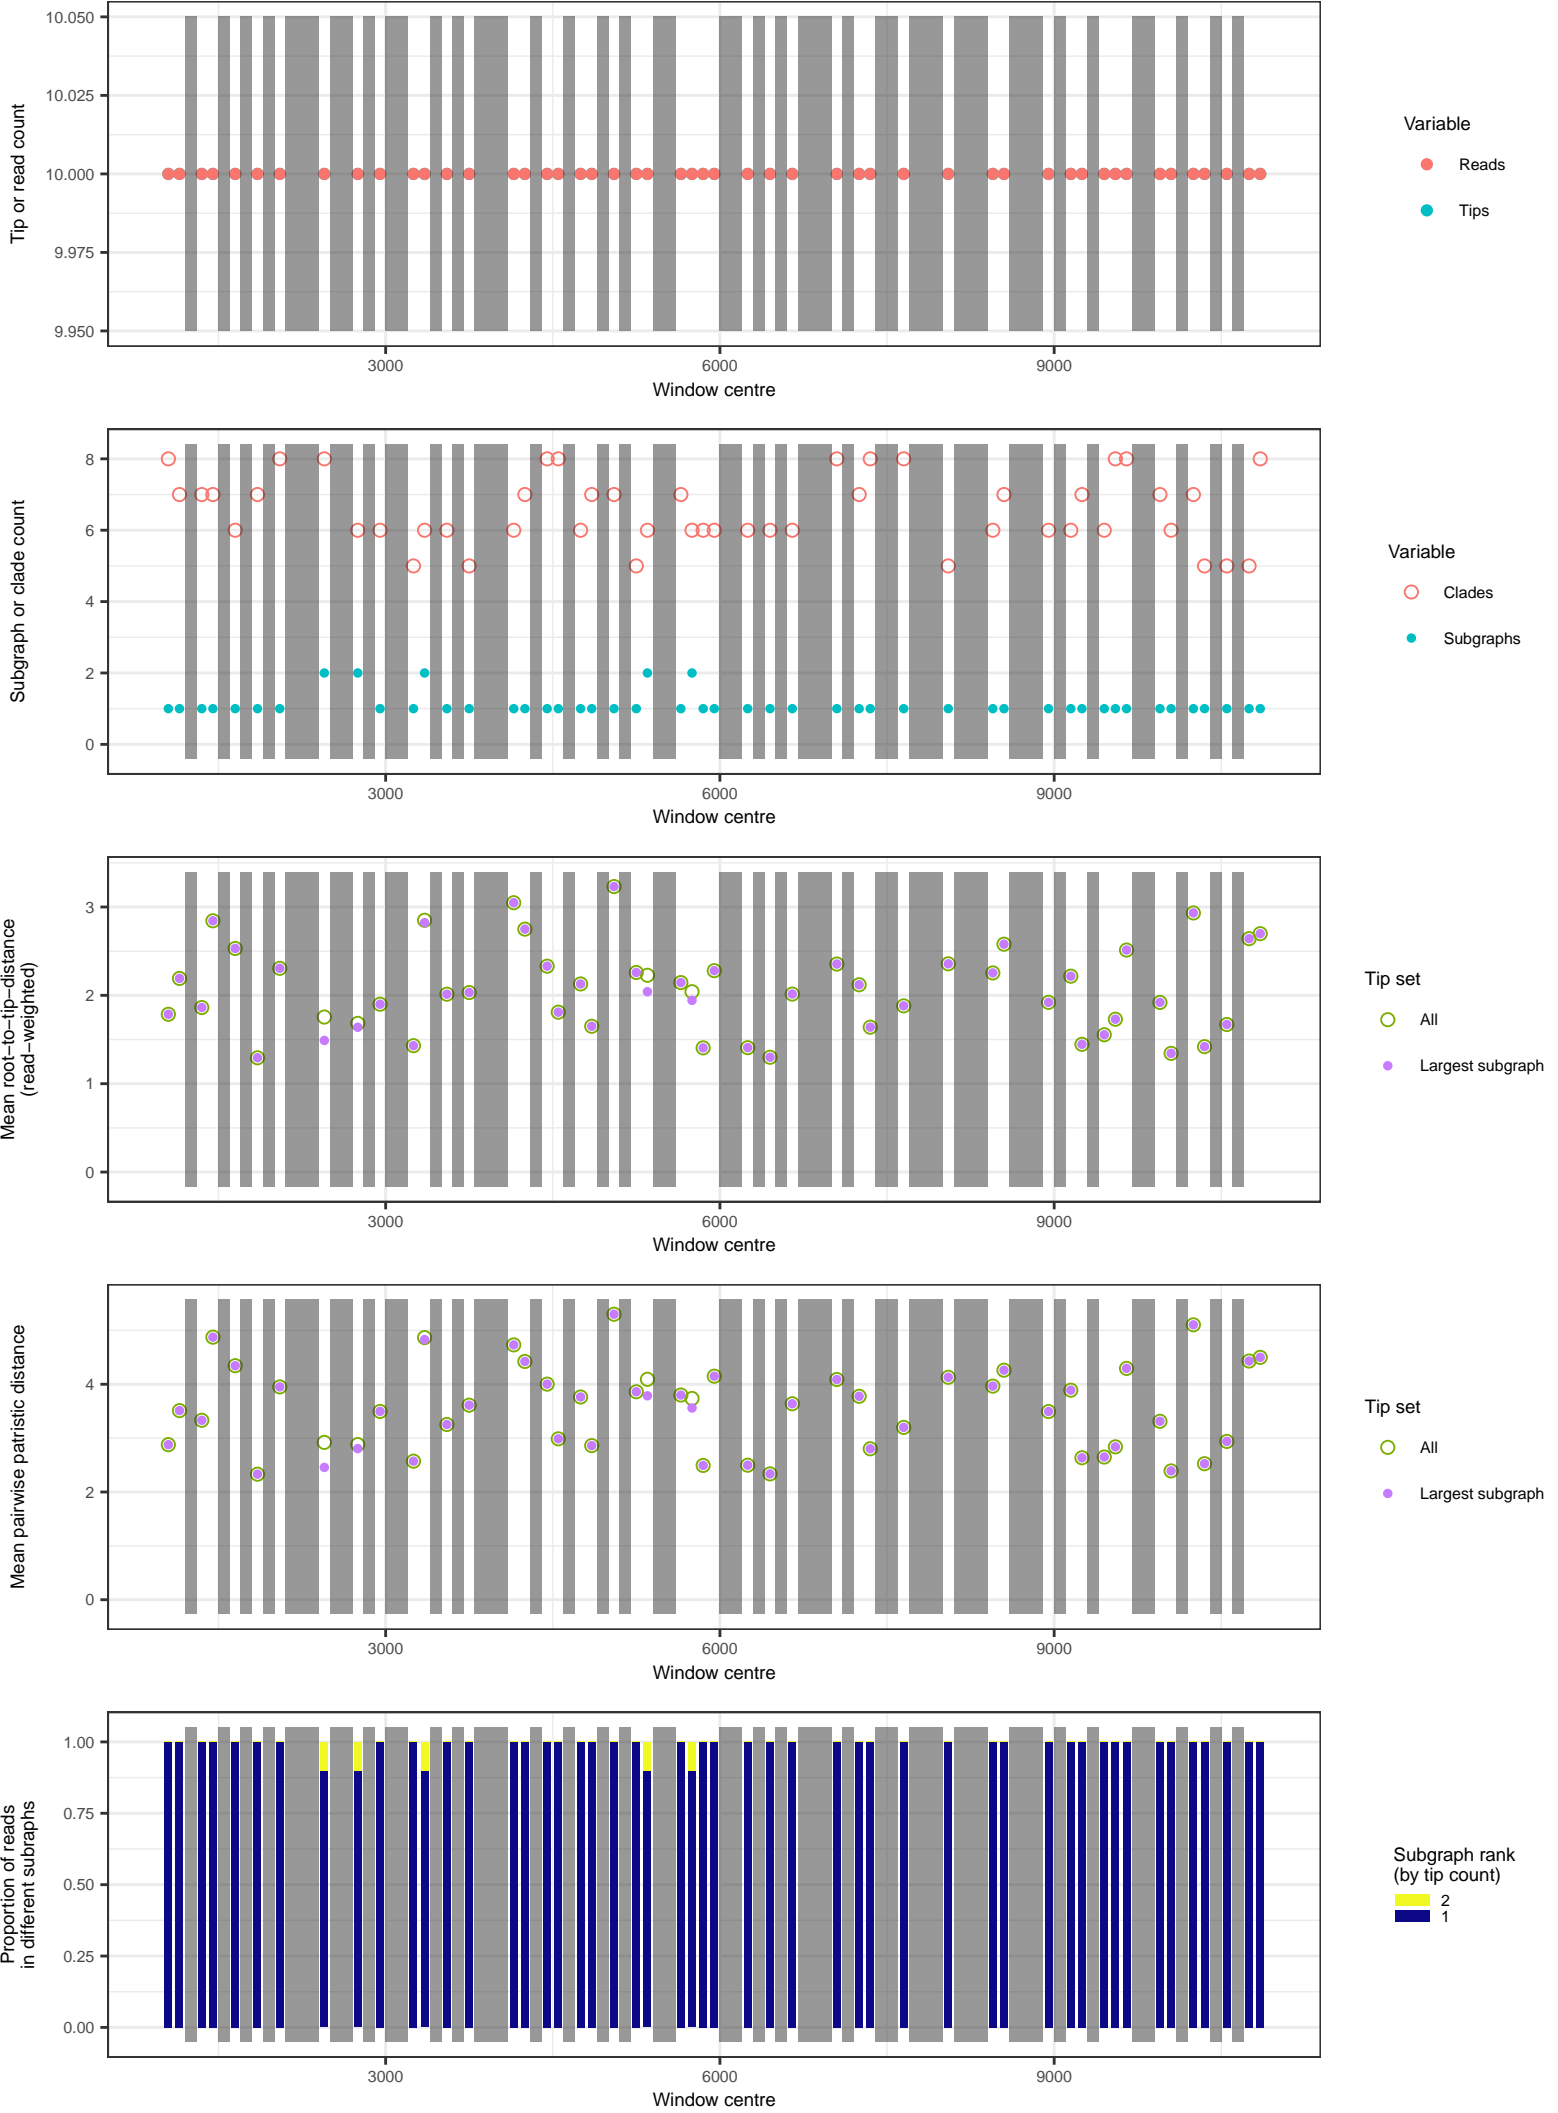 10.050
10.025
10.000
9.975
9.950
Tip or read count
3000
6000
9000
Window centre
Variable
Reads
Tips
8
6
4
2
0
Subgraph or clade count
3000
6000
9000
Window centre
Variable
Clades
Subgraphs
3
2
1
0
Mean root−to−tip−distance
(read−weighted)
3000
6000
9000
Window centre
Tip set
All
Largest subgraph
4
2
0
Mean pairwise patristic distance
3000
6000
9000
Window centre
Tip set
All
Largest subgraph
1.00
0.75
0.50
0.25
0.00
Proportion of reads
in different subraphs
3000
6000
9000
Window centre
Subgraph rank
(by tip count)
2
1